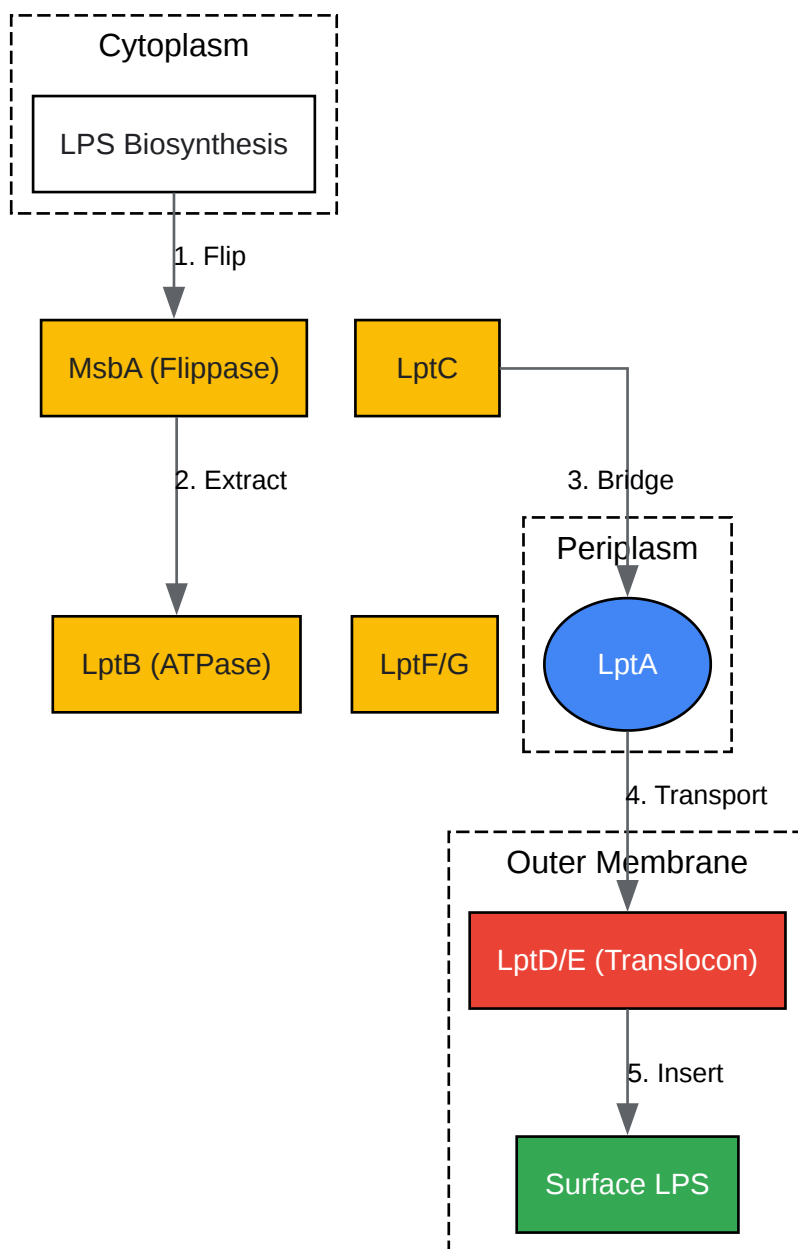 Cytoplasm
LPS Biosynthesis
1. Flip
MsbA (Flippase)
LptC
2. Extract
3. Bridge
Periplasm
LptB (ATPase)
LptF/G
LptA
4. Transport
Outer Membrane
LptD/E (Translocon)
5. Insert
Surface LPS